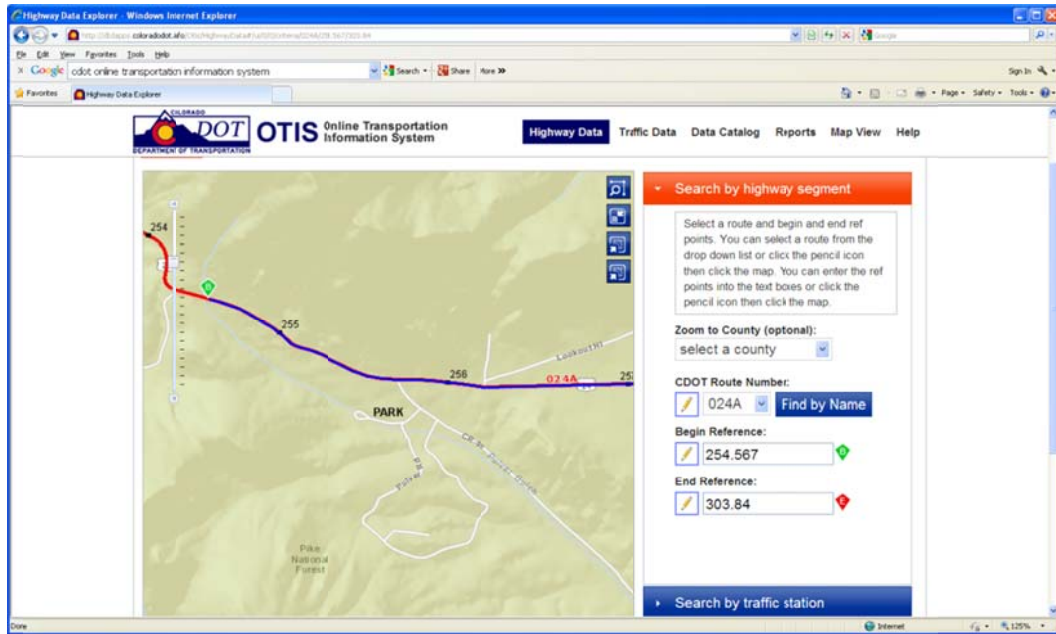 Highway Data Explorer - Windows Internet Explorer
Google
File Edit View Favorites Tools Help
x Google cdot online transportation information system Search Share More >> Sign In
Favorites Highway Data Explorer Page Safety Tools
COLORADO
DOT
DEPARTMENT OF TRANSPORTATION
OTIS Online Transportation
Information System
Highway Data Traffic Data Data Catalog Reports Map View Help
254
255
256
02 4A
Lookout Hl
PARK
Pike
National
Forest
Search by highway segment
Select a route and begin and end ref
points. You can select a route from the
drop down list or click the pencil icon
then click the map. You can enter the ref
points into the text boxes or click the
pencil icon then click the map.
Zoom to County (optional):
select a county
CDOT Route Number:
024A Find by Name
Begin Reference:
254.567 B
End Reference:
303.84 E
Search by traffic station
Done Internet 125%